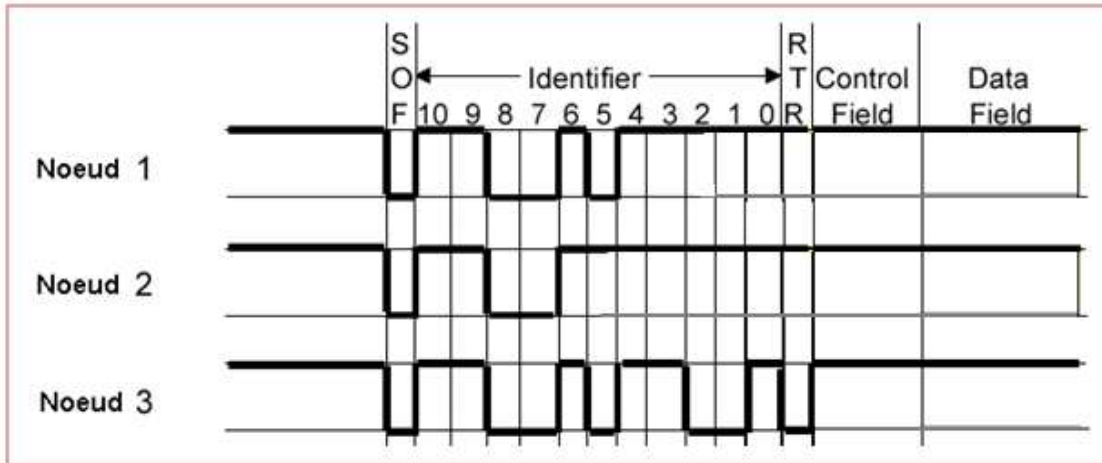 S O F
Identifier
R T R
Control Field
Data Field
10 9 8 7 6 5 4 3 2 1 0
Noeud 1
Noeud 2
Noeud 3